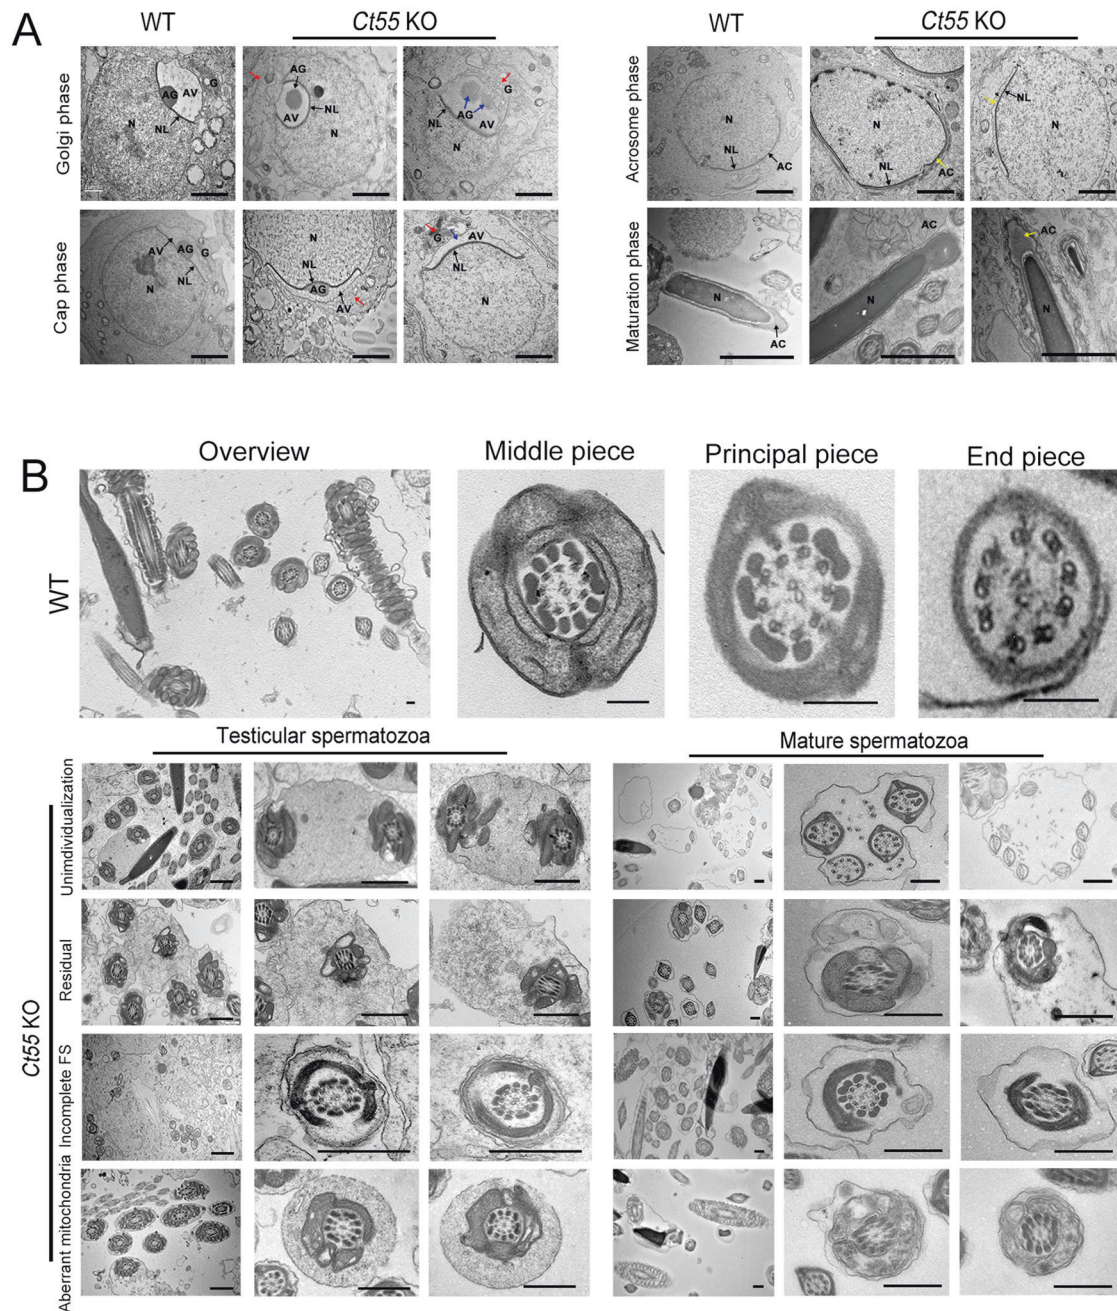 A
WT
Ct55 KO
WT
Ct55 KO
Golgi phase
AG
AV
G
NL
N
AG
NL
AV
N
G
NL
AG
AV
N
Acrosome phase
N
NL
AC
N
NL
AC
NL
N
Cap phase
AV
AG
G
NL
N
N
NL
AG
AV
G
AV
NL
N
Maturation phase
N
AC
AC
N
AC
N
B
Overview
Middle piece
Principal piece
End piece
WT
Testicular spermatozoa
Mature spermatozoa
Ct55 KO
Unimdividualization
Residual
Incomplete FS
Aberrant mitochondria